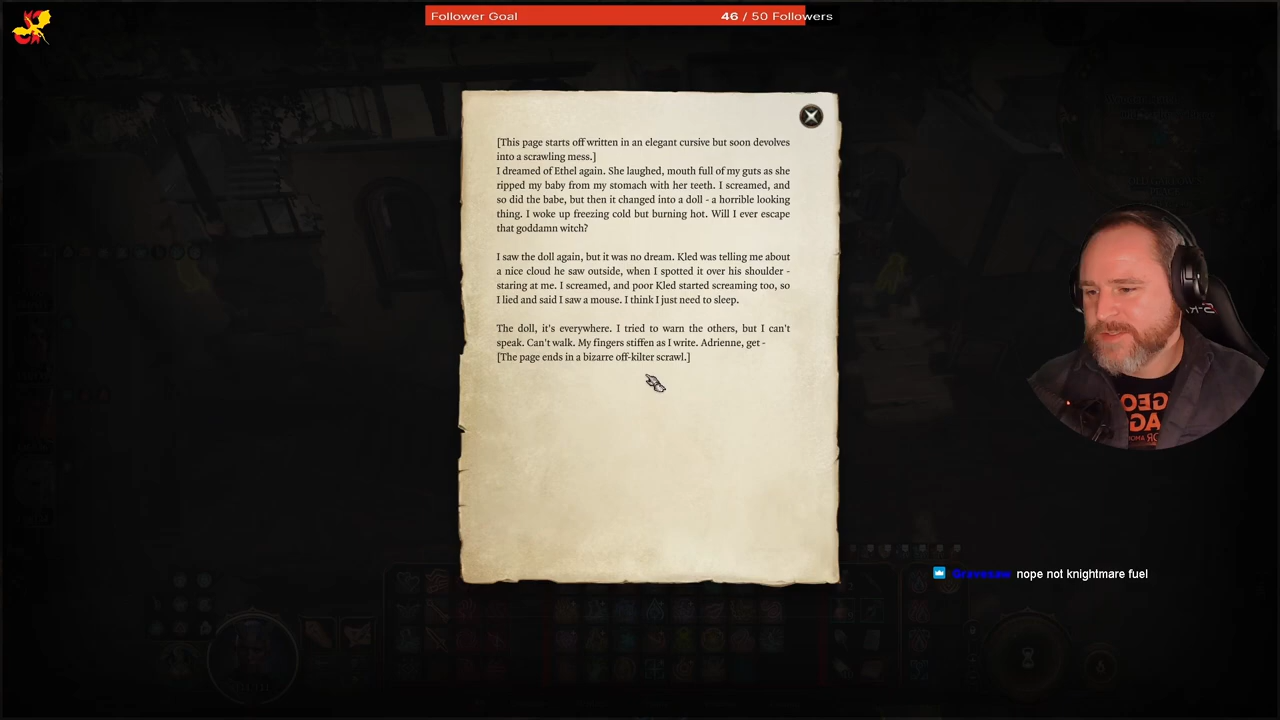 Follower Goal
46 / 50 Followers
[This page starts off written in an elegant cursive but soon devolves
into a scrawling mess.]
I dreamed of Ethel again. She laughed, mouth full of my guts as she
ripped my baby from my stomach with her teeth. I screamed, and
so did the babe, but then it changed into a doll - a horrible looking
thing. I woke up freezing cold but burning hot. Will I ever escape
that goddamn witch?
I saw the doll again, but it was no dream. Kled was telling me about
a nice cloud he saw outside, when I spotted it over his shoulder -
staring at me. I screamed, and poor Kled started screaming too, so
I lied and said I saw a mouse. I think I just need to sleep.
The doll, it's everywhere. I tried to warn the others, but I can't
speak. Can't walk. My fingers stiffen as I write. Adrienne, get -
[The page ends in a bizarre off-kilter scrawl.]
nope not knightmare fuel